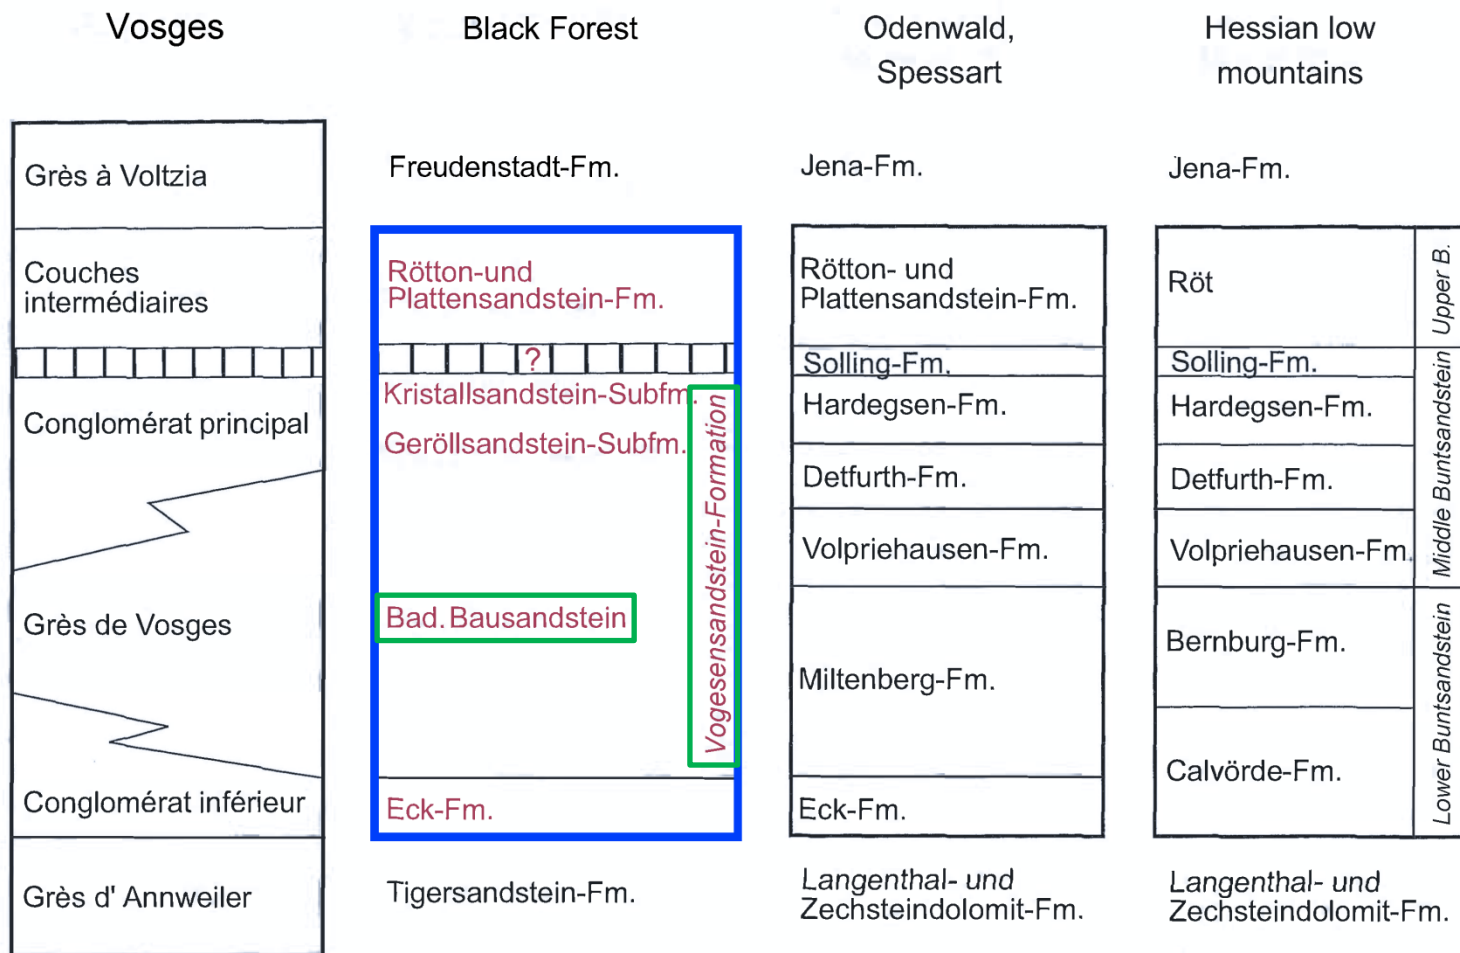 Vosges
Black Forest
Odenwald,
Spessart
Hessian low
mountains
Grès à Voltzia
Freudenstadt-Fm.
Jena-Fm.
Jena-Fm.
Couches
intermédiaires
Rötton-und
Plattensandstein-Fm.
Rötton- und
Plattensandstein-Fm.
Röt
Upper B.
?
Solling-Fm.
Solling-Fm.
Conglomérat principal
Kristallsandstein-Subfm.
Geröllsandstein-Subfm.
Hardegsen-Fm.
Hardegsen-Fm.
Detfurth-Fm.
Detfurth-Fm.
Volpriehausen-Fm.
Volpriehausen-Fm.
Middle Buntsandstein
Grès de Vosges
Bad. Bausandstein
Vogesensandstein-Formation
Miltenberg-Fm.
Bernburg-Fm.
Calvörde-Fm.
Lower Buntsandstein
Conglomérat inférieur
Eck-Fm.
Eck-Fm.
Grès d' Annweiler
Tigersandstein-Fm.
Langenthal- und
Zechsteindolomit-Fm.
Langenthal- und
Zechsteindolomit-Fm.